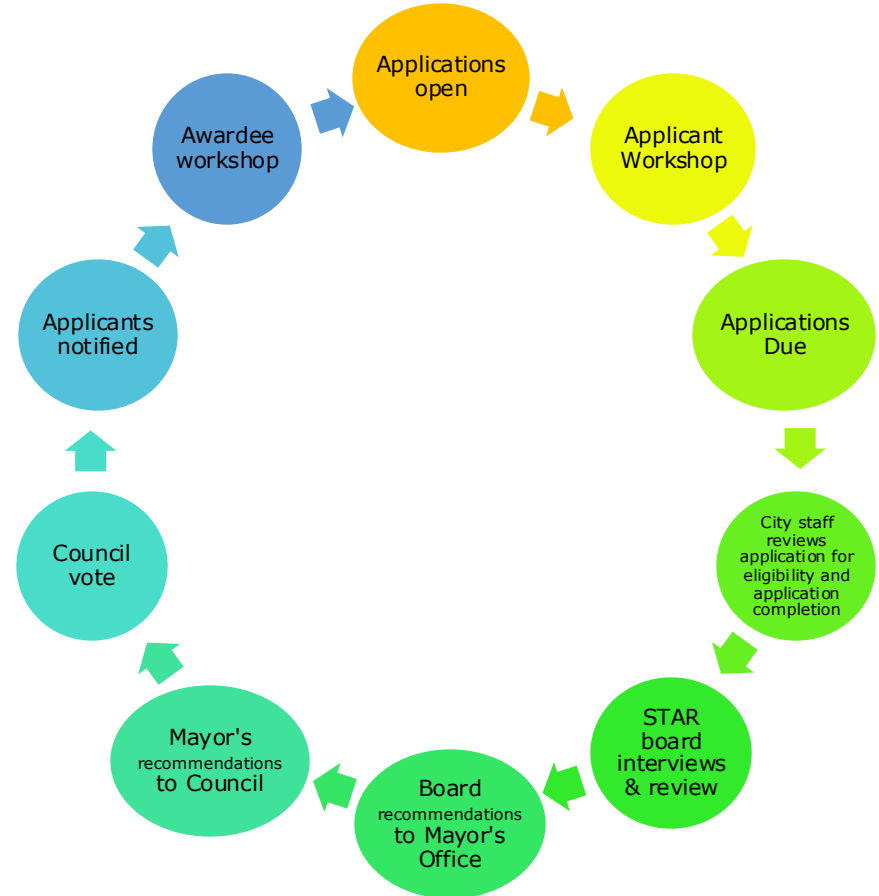 Applications
open
Applicant
Workshop
Applications
Due
City staff
reviews
application for
eligibility and
application
completion
STAR
board
interviews
& review
Board
recommendations
to Mayor's
Office
Mayor's
recommendations
to Council
Council
vote
Applicants
notified
Awardee
workshop